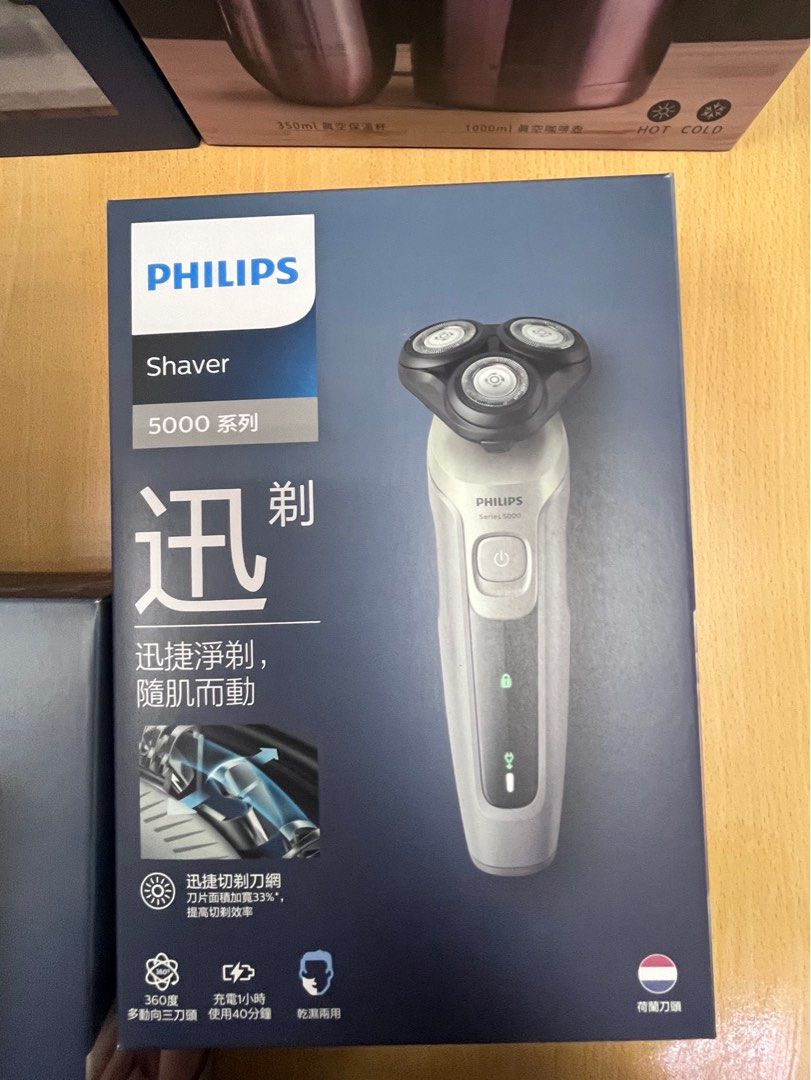 350ml 真空保溫杯
1000ml 真空咖啡壺
HOT COLD
PHILIPS
Shaver
5000 系列
迅剃
迅捷淨剃，
隨肌而動
PHILIPS
Series 5000
迅捷切剃刀網
刀片面積加寬33%*，
提高切剃效率
360°
360度
多動向三刀頭
充電1小時
使用40分鐘
乾濕兩用
荷蘭刀頭